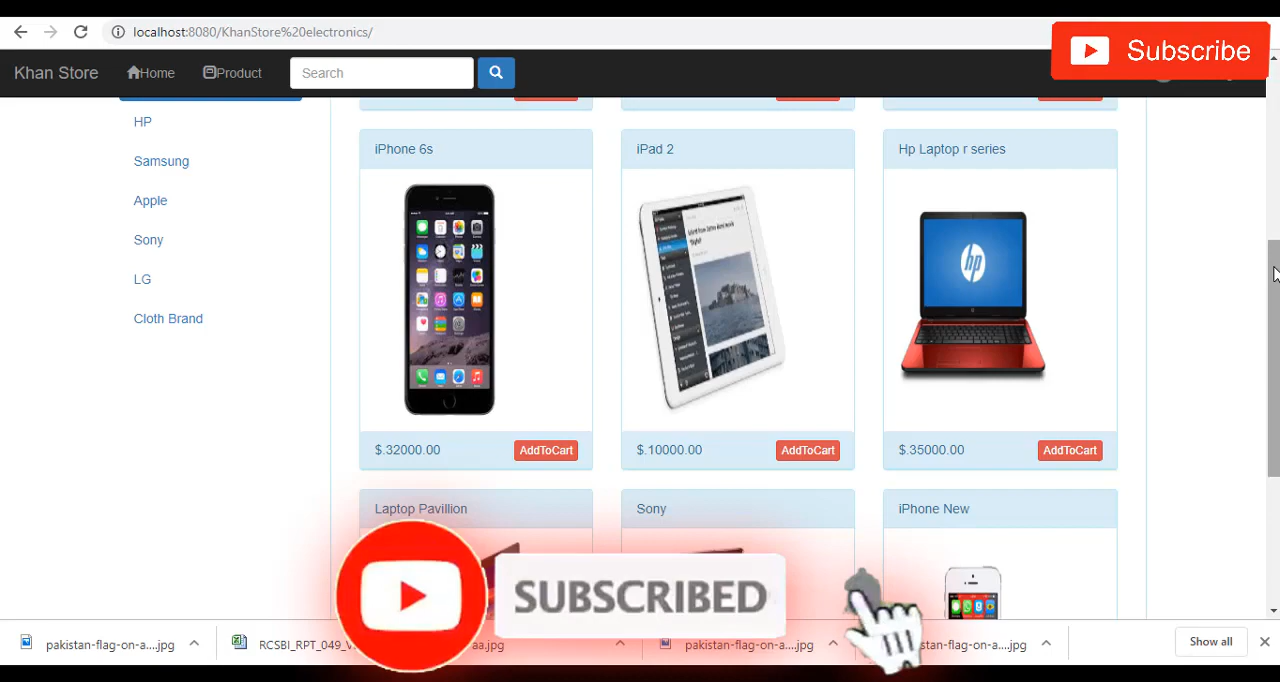 localhost:8080/KhanStore%20electronics/
Subscribe
Khan Store Home Product Search
HP
Samsung
Apple
Sony
LG
Cloth Brand
iPhone 6s iPad 2 Hp Laptop r series
hp
$.32000.00 AddToCart $.10000.00 AddToCart $.35000.00 AddToCart
Laptop Pavillion Sony iPhone New
SUBSCRIBED
pakistan-flag-on-a....jpg RCSBI_RPT_049_V aa.jpg pakistan-flag-on-a....jpg -flag-on-a....jpg Show all